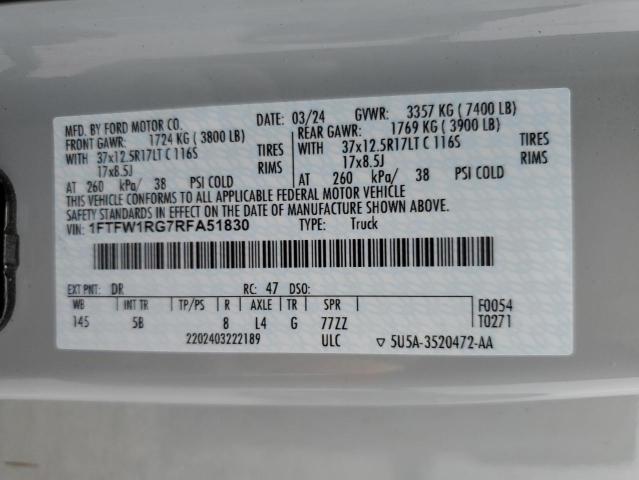 MFD. BY FORD MOTOR CO. DATE: 03/24 GVWR: 3357 KG ( 7400 LB)
FRONT GAWR: 1724 KG ( 3800 LB) REAR GAWR: 1769 KG ( 3900 LB)
WITH 37x12.5R17LT C 116S TIRES WITH 37x12.5R17LT C 116S TIRES
17x8.5J RIMS 17x8.5J RIMS
AT 260 kPa/ 38 PSI COLD AT 260 kPa/ 38 PSI COLD
THIS VEHICLE CONFORMS TO ALL APPLICABLE FEDERAL MOTOR VEHICLE
SAFETY STANDARDS IN EFFECT ON THE DATE OF MANUFACTURE SHOWN ABOVE.
VIN: 1FTFW1RG7RFA51830 TYPE: Truck
EXT PNT: DR RC: 47 DSO:
WB INT TR TP/PS R AXLE TR SPR F0054
145 5B 8 L4 G 77ZZ T0271
2202403222189 ULC ▽ 5U5A-3520472-AA